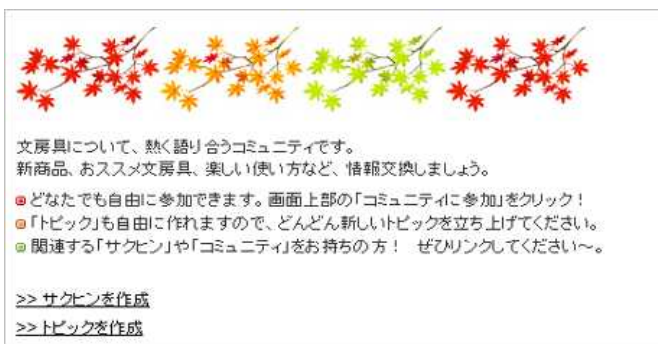 文房具について、熱く語り合うコミュニティです。
新商品、おススメ文房具、楽しい使い方など、情報交換しましょう。
どなたでも自由に参加できます。画面上部の「コミュニティに参加」をクリック！
「トピック」も自由に作れますので、どんどん新しいトピックを立ち上げてください。
関連する「サクヒン」や「コミュニティ」をお持ちの方！　ぜひリンクしてください～。
>> サクヒンを作成
>> トピックを作成